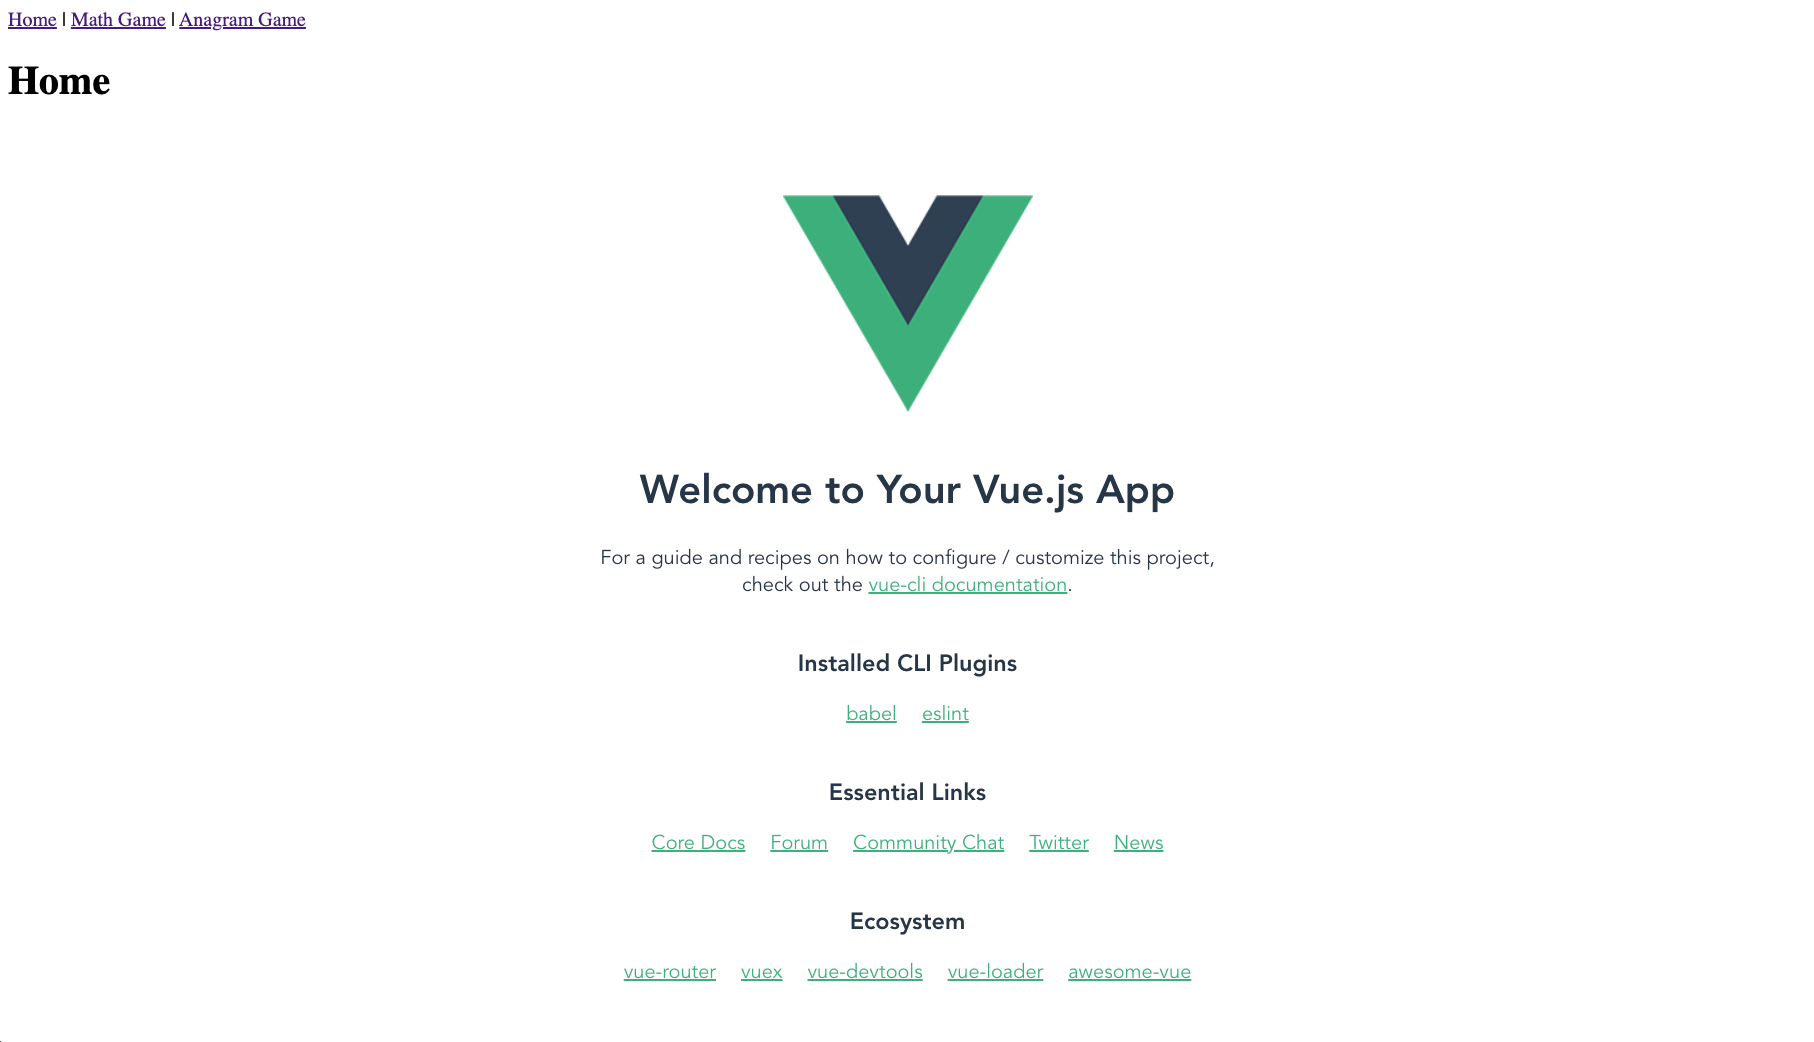 Home | Math Game | Anagram Game
Home
Welcome to Your Vue.js App
For a guide and recipes on how to configure / customize this project,
check out the vue-cli documentation.
Installed CLI Plugins
babel eslint
Essential Links
Core Docs Forum Community Chat Twitter News
Ecosystem
vue-router vuex vue-devtools vue-loader awesome-vue